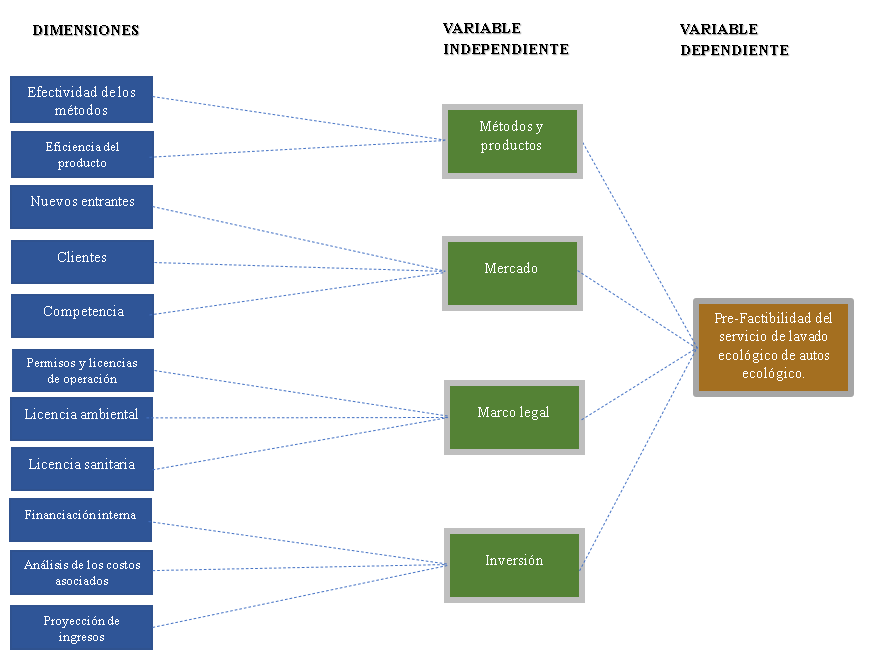 DIMENSIONES
VARIABLE
INDEPENDIENTE
VARIABLE
DEPENDIENTE
Efectividad de los
métodos
Eficiencia del
producto
Nuevos entrantes
Clientes
Competencia
Permisos y licencias
de operación
Licencia ambiental
Licencia sanitaria
Financiación interna
Análisis de los costos
asociados
Proyección de
ingresos
Métodos y
productos
Mercado
Marco legal
Inversión
Pre-Factibilidad del
servicio de lavado
ecológico de autos
ecológico.